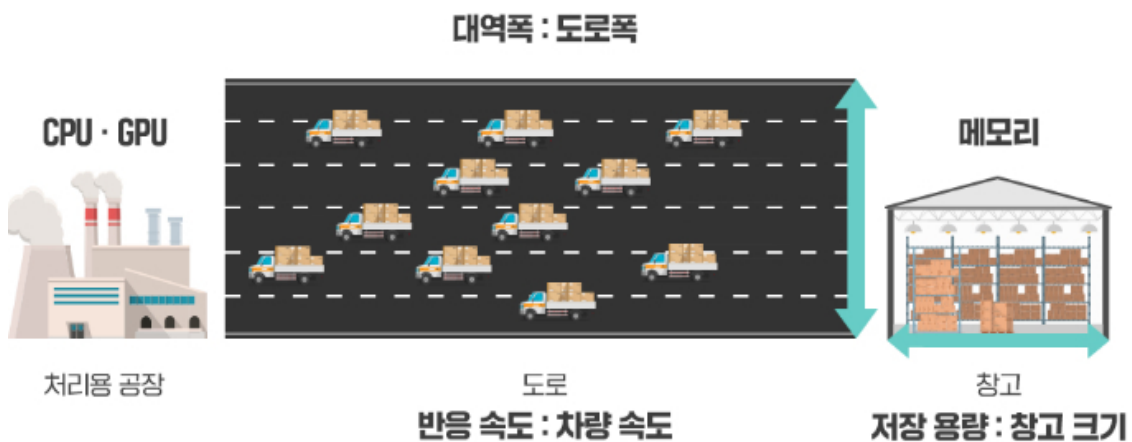 대역폭 : 도로폭
CPU · GPU
메모리
처리용 공장
도로
창고
반응 속도 : 차량 속도
저장 용량 : 창고 크기